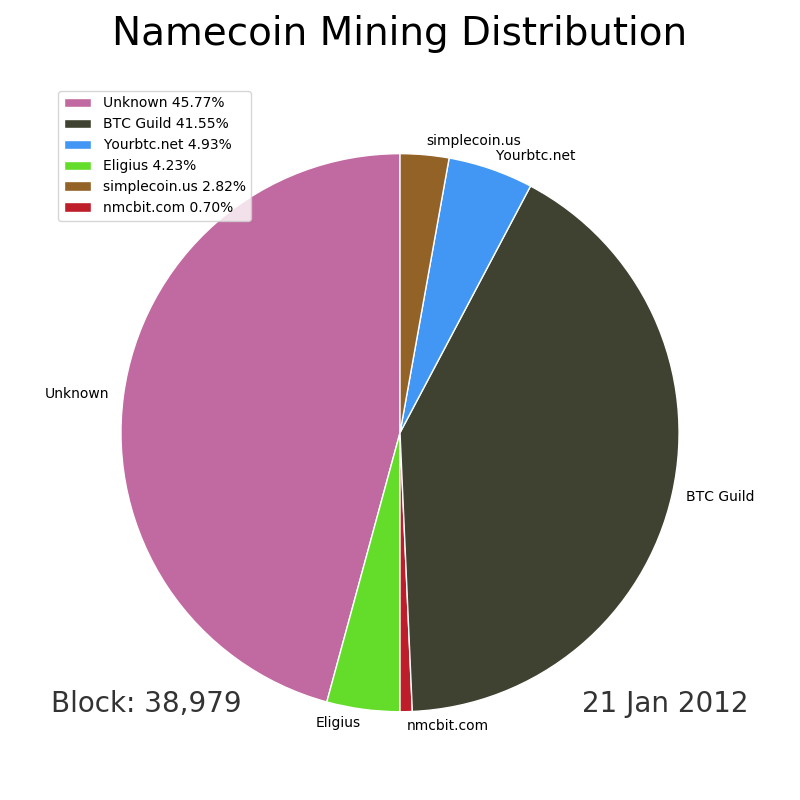 Namecoin Mining Distribution
Unknown 45.77%
BTC Guild 41.55%
Yourbtc.net 4.93%
Eligius 4.23%
simplecoin.us 2.82%
nmcbit.com 0.70%
simplecoin.us
Yourbtc.net
Unknown
BTC Guild
Block: 38,979
21 Jan 2012
Eligius
nmcbit.com